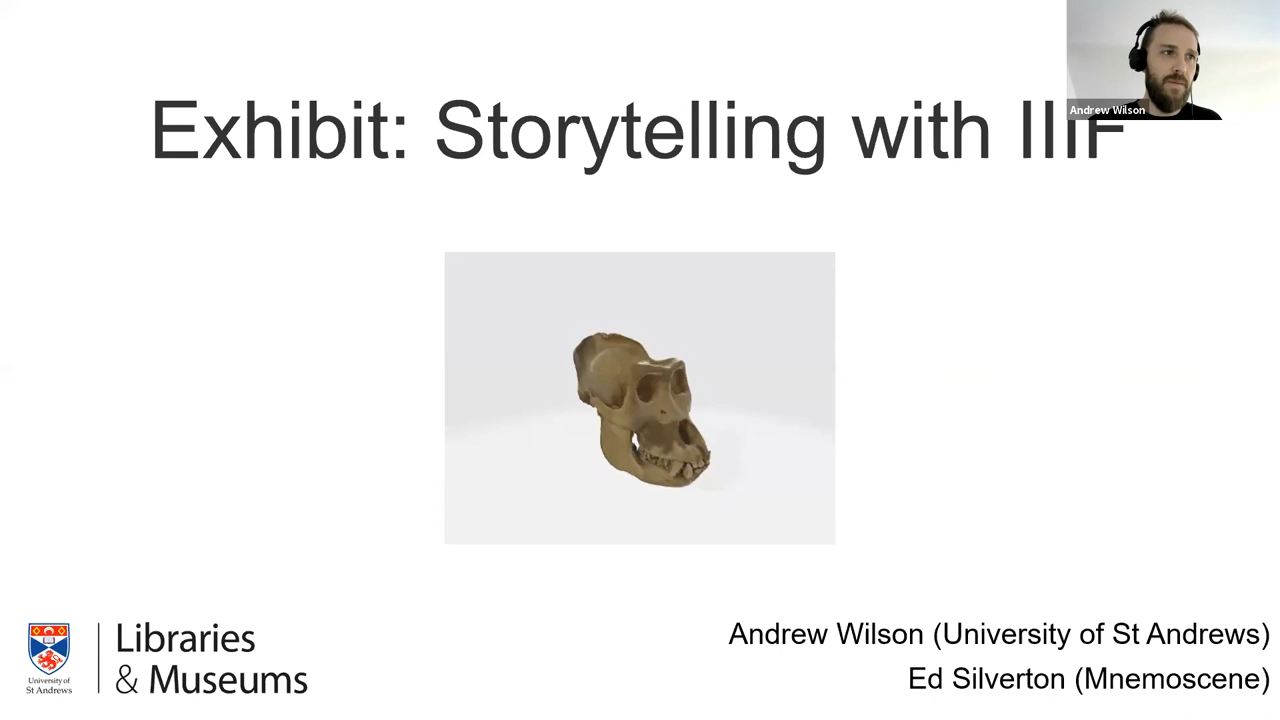 Exhibit: Storytelling with IIIF
Andrew Wilson
Libraries
& Museums
University of
St Andrews
Andrew Wilson (University of St Andrews)
Ed Silverton (Mnemoscene)